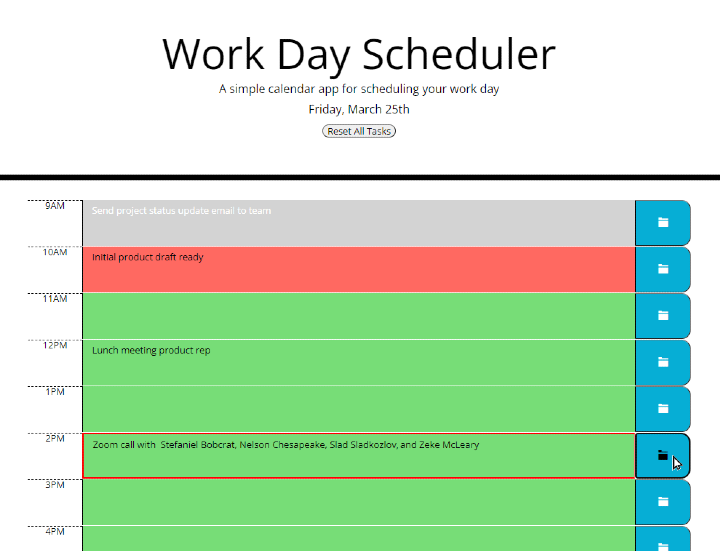 Work Day Scheduler
A simple calendar app for scheduling your work day
Friday, March 25th
Reset All Tasks
9AM Send project status update email to team
10AM Initial product draft ready
11AM
12PM Lunch meeting product rep
1PM
2PM Zoom call with  Stefaniel Bobcrat, Nelson Chesapeake, Slad Sladkozlov, and Zeke McLeary
3PM
4PM